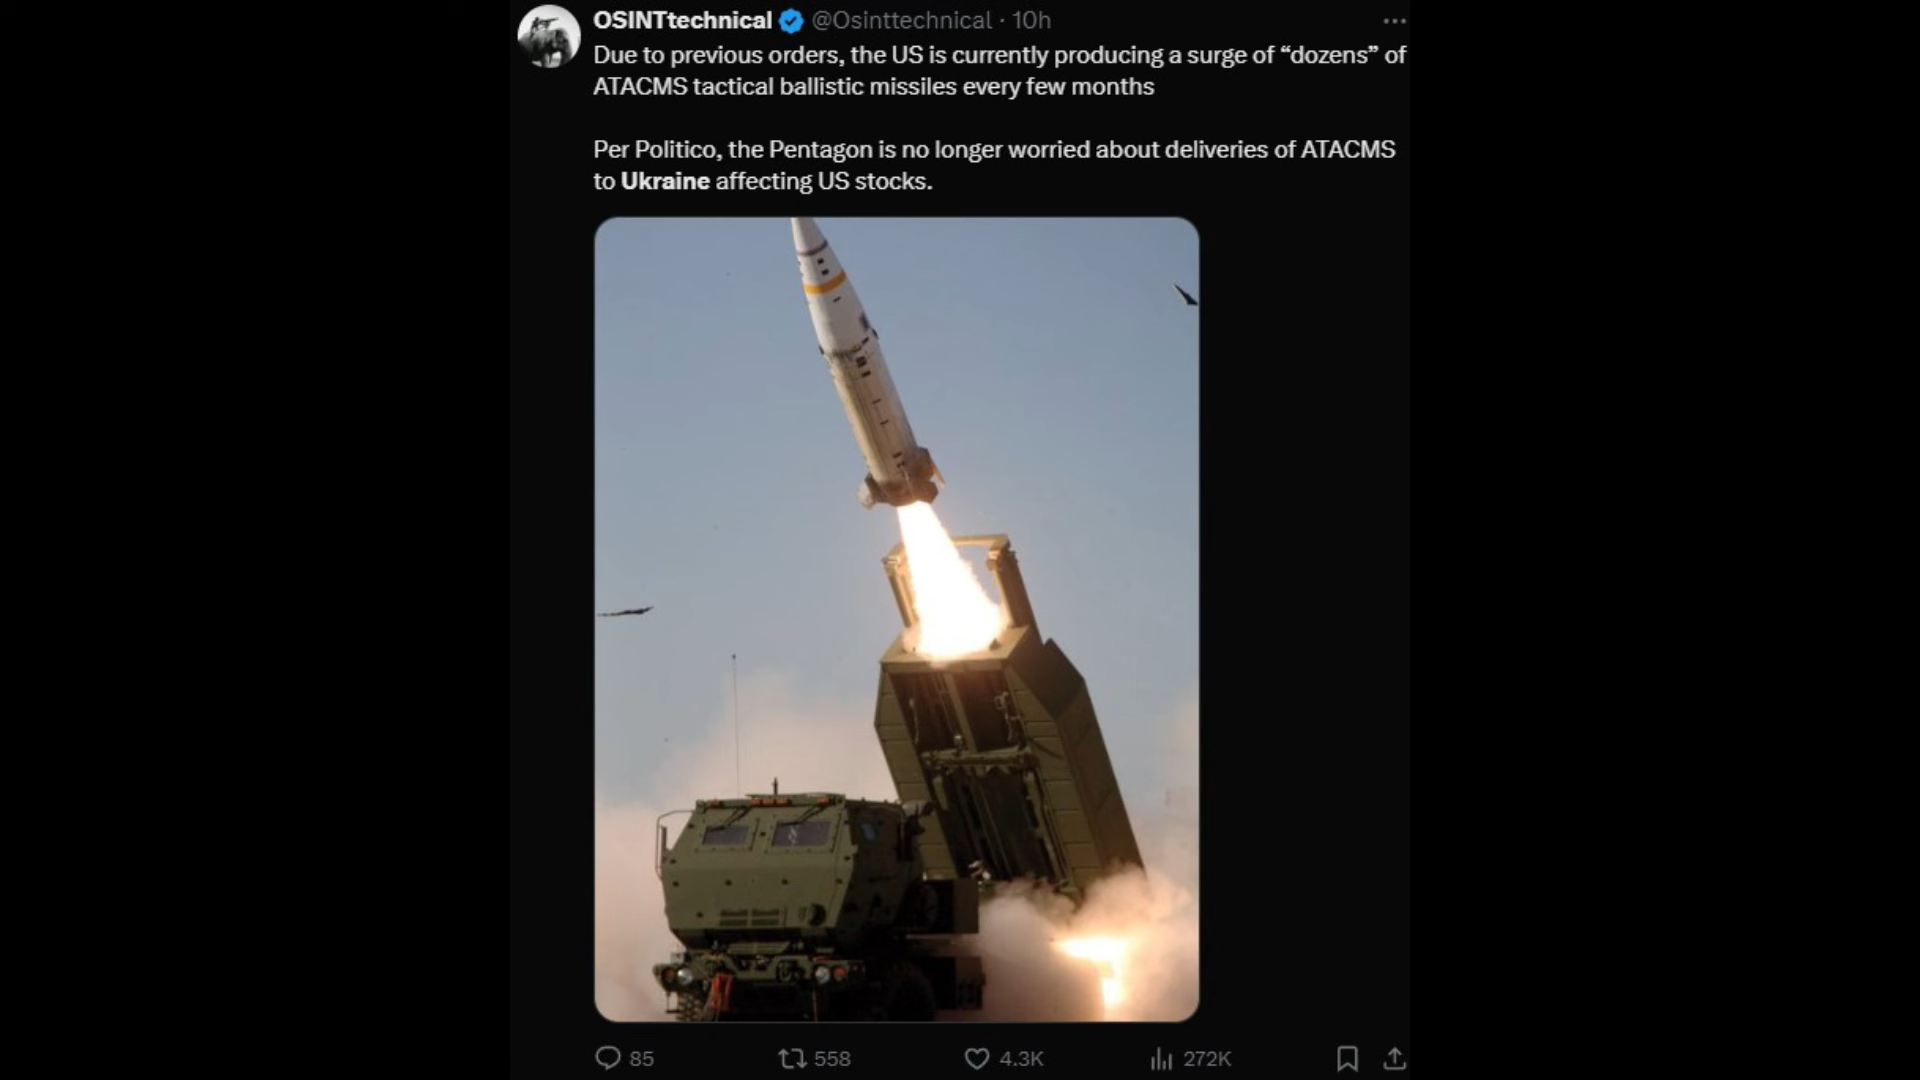 OSINTtechnical @Osinttechnical · 10h
Due to previous orders, the US is currently producing a surge of “dozens” of
ATACMS tactical ballistic missiles every few months
Per Politico, the Pentagon is no longer worried about deliveries of ATACMS
to Ukraine affecting US stocks.
85 558 4.3K 272K